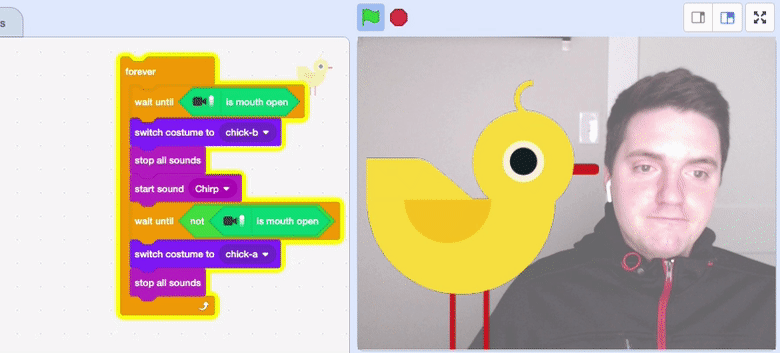 s
forever
wait until is mouth open
switch costume to chick-b
stop all sounds
start sound Chirp
wait until not is mouth open
switch costume to chick-a
stop all sounds